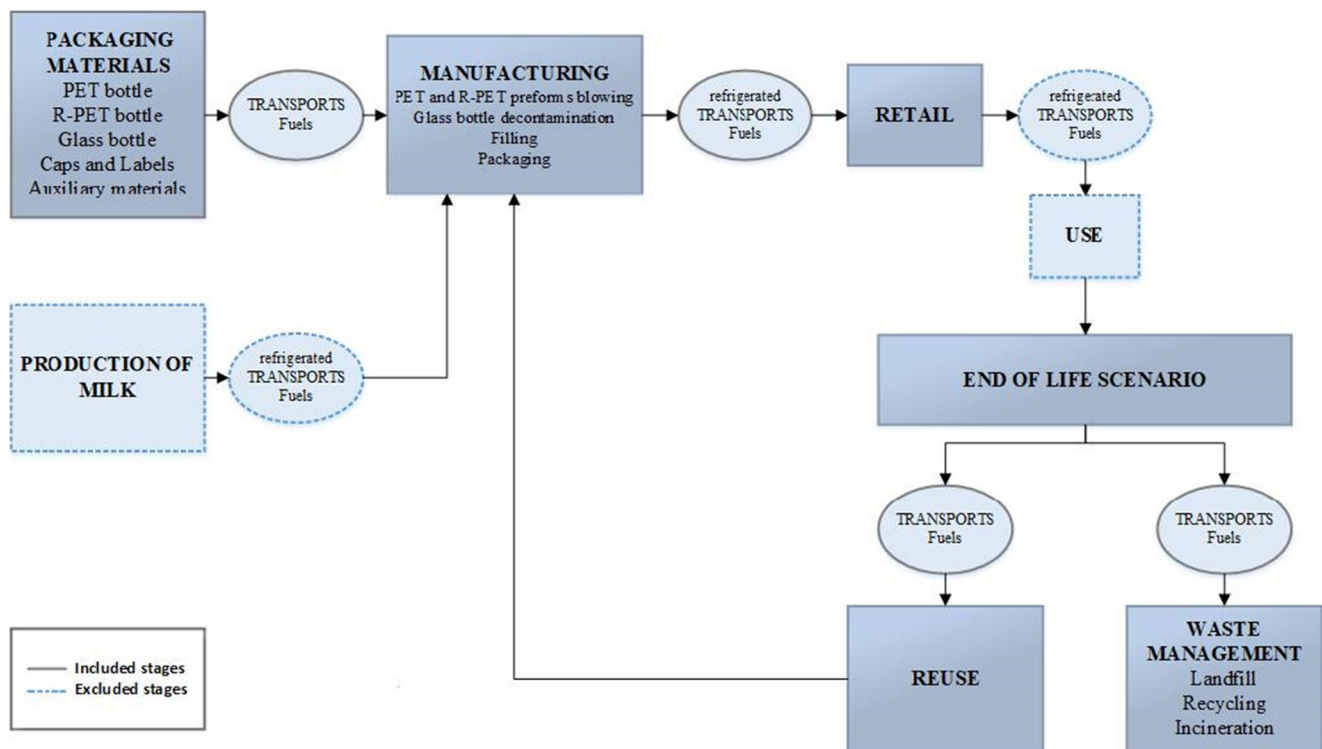 PACKAGING
MATERIALS
PET bottle
R-PET bottle
Glass bottle
Caps and Labels
Auxiliary materials
TRANSPORTS
Fuels
MANUFACTURING
PET and R-PET preforms blowing
Glass bottle decontamination
Filling
Packaging
refrigerated
TRANSPORTS
Fuels
RETAIL
refrigerated
TRANSPORTS
Fuels
USE
PRODUCTION OF
MILK
refrigerated
TRANSPORTS
Fuels
END OF LIFE SCENARIO
TRANSPORTS
Fuels
TRANSPORTS
Fuels
REUSE
WASTE
MANAGEMENT
Landfill
Recycling
Incineration
Included stages
Excluded stages